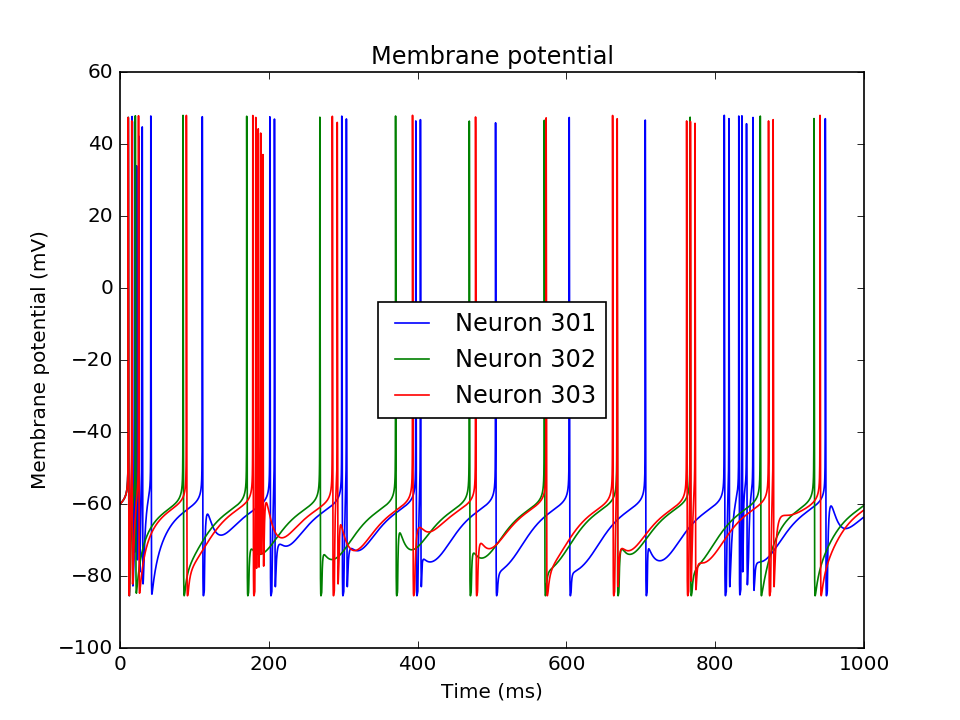 Membrane potential
60
40
20
0
−20
−40
−60
−80
−100
Membrane potential (mV)
Neuron 301
Neuron 302
Neuron 303
0 200 400 600 800 1000
Time (ms)